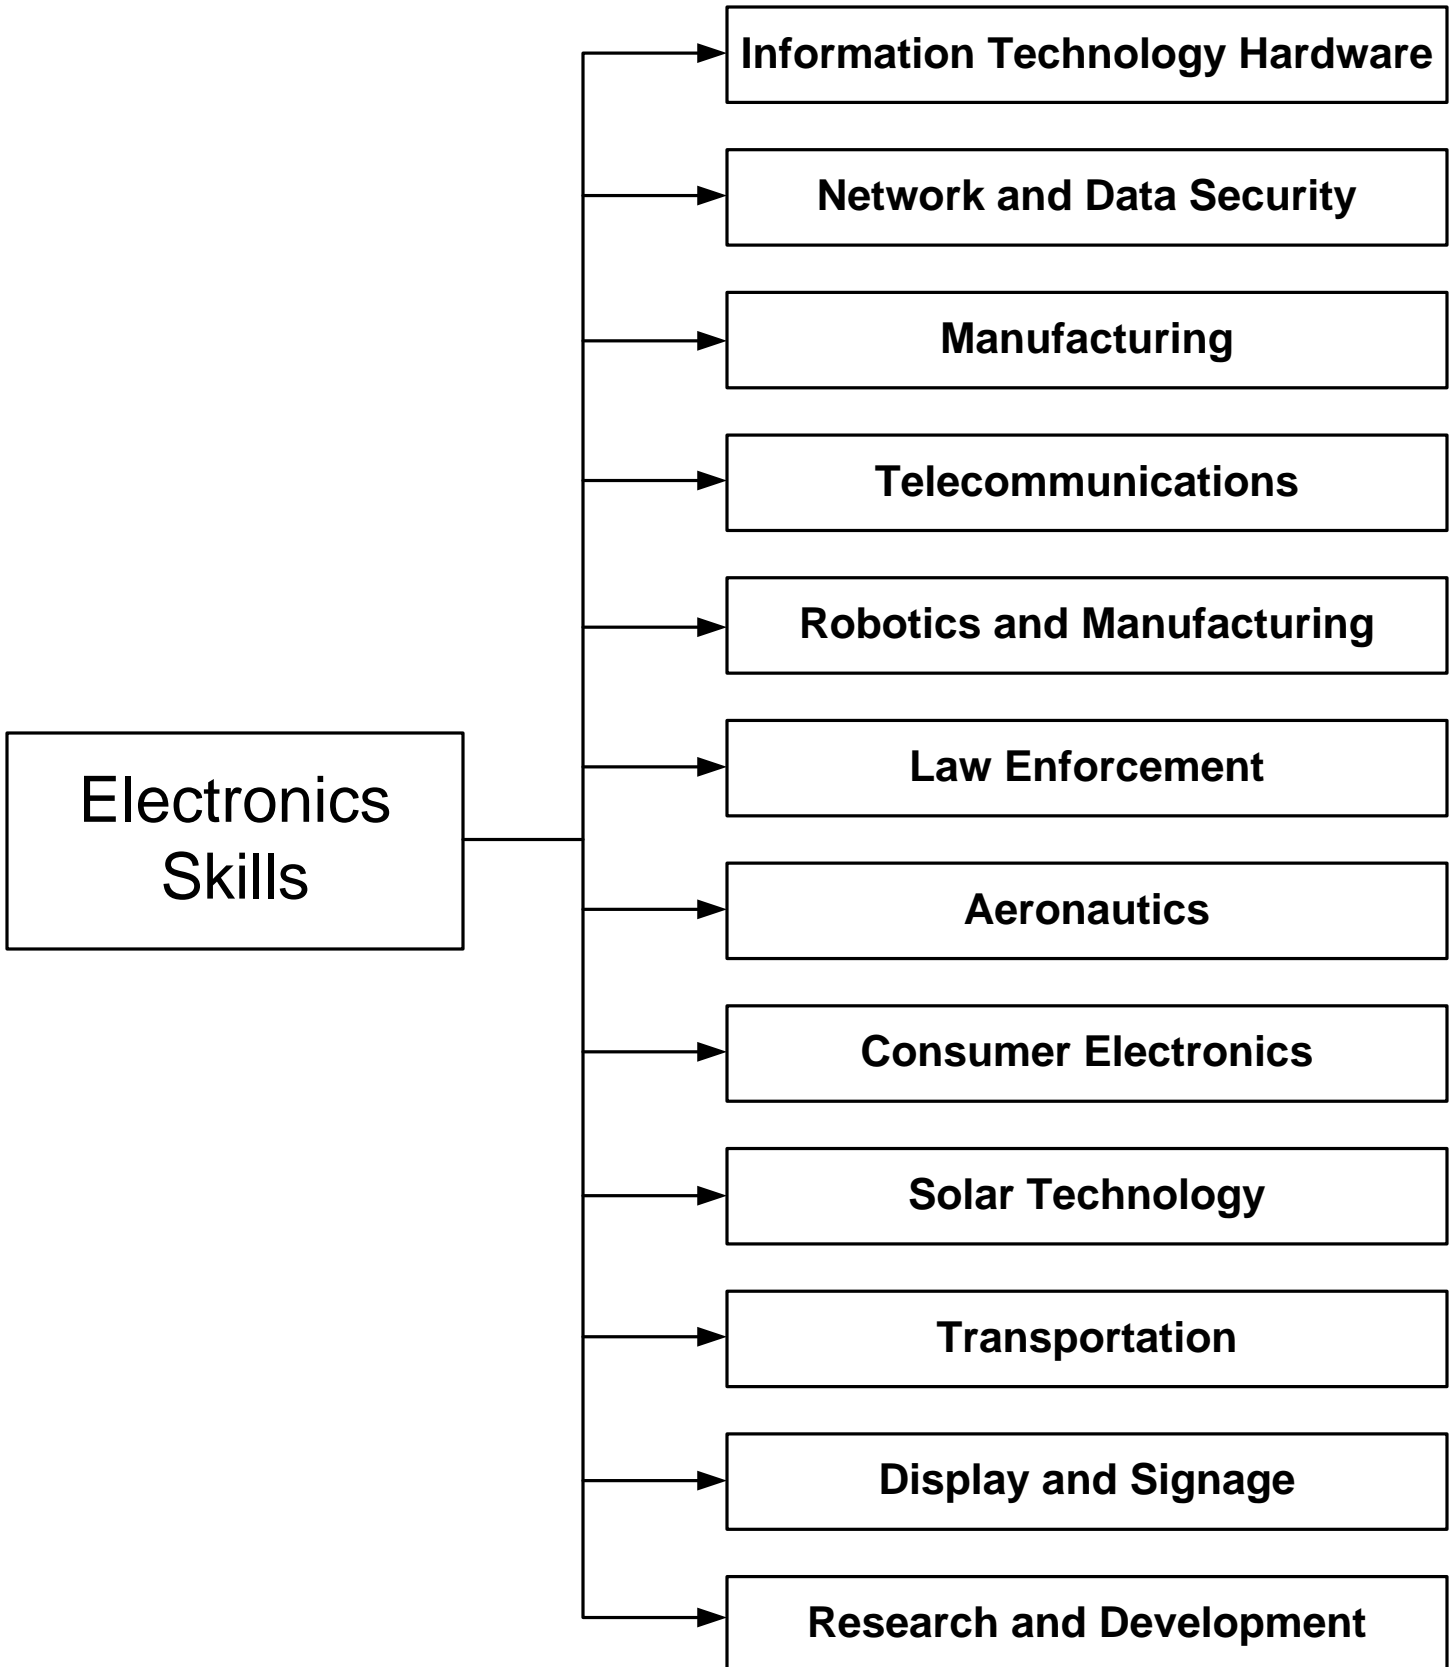 Information Technology Hardware
Network and Data Security
Manufacturing
Telecommunications
Robotics and Manufacturing
Law Enforcement
Electronics
Skills
Aeronautics
Consumer Electronics
Solar Technology
Transportation
Display and Signage
Research and Development